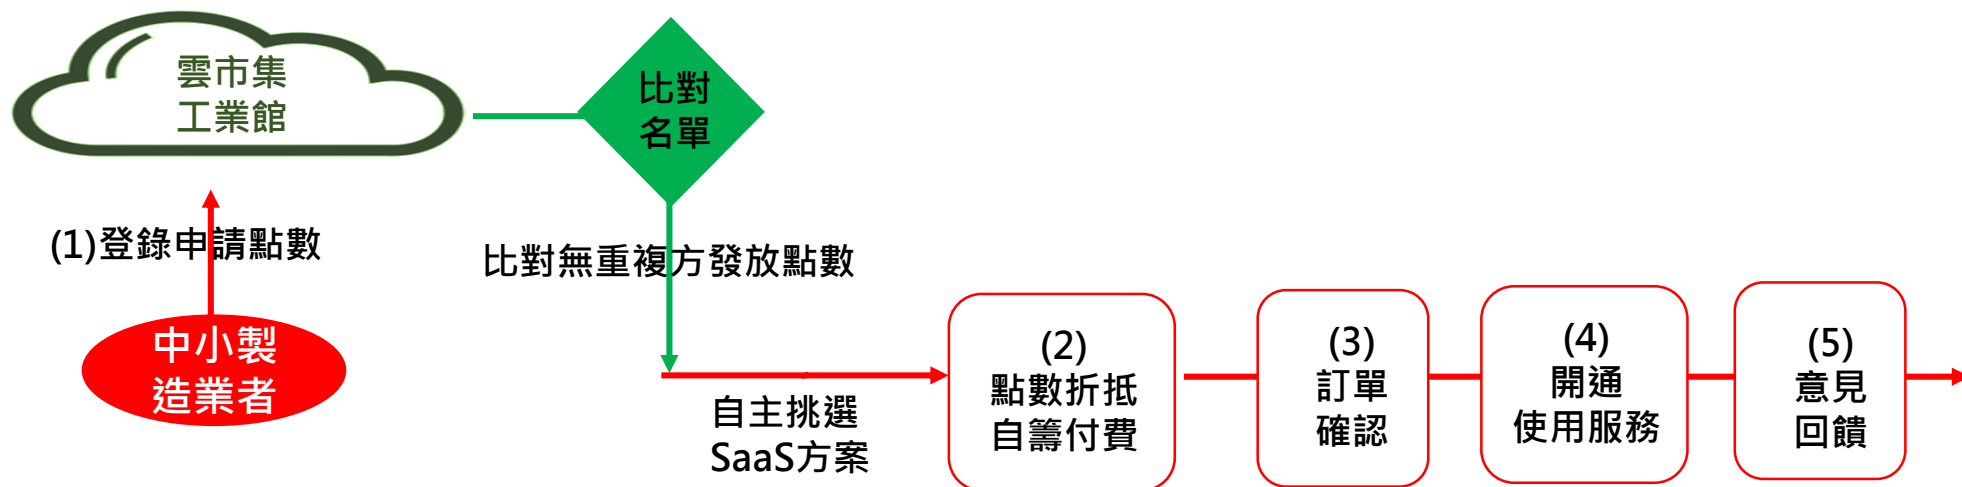 雲市集
工業館
比對
名單
(1)登錄申請點數
比對無重複方發放點數
中小製
造業者
自主挑選
SaaS方案
(2)
點數折抵
自籌付費
(3)
訂單
確認
(4)
開通
使用服務
(5)
意見
回饋